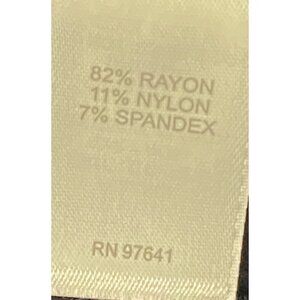 82% RAYON
11% NYLON
7% SPANDEX
RN 97641